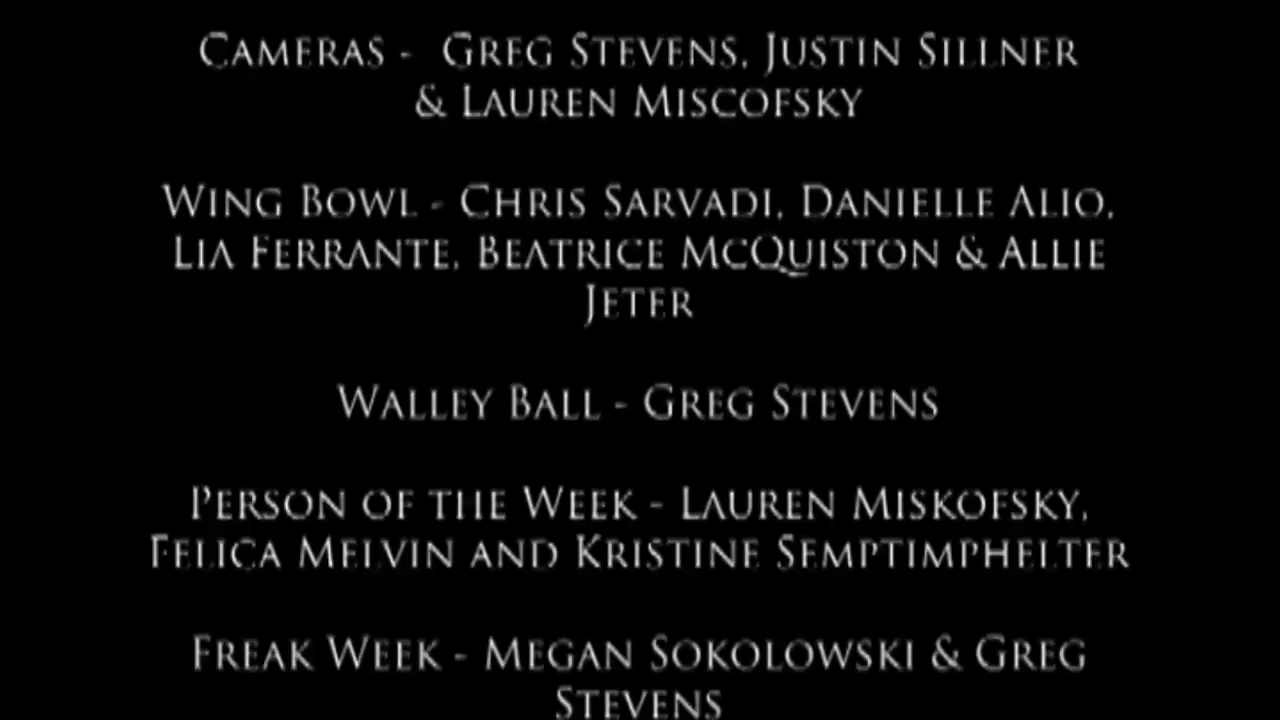 Cameras -  Greg Stevens, Justin Sillner
& Lauren Miscofsky
Wing Bowl - Chris Sarvadi, Danielle Alio,
Lia Ferrante, Beatrice McQuiston & Allie
Jeter
Walley Ball - Greg Stevens
Person of the Week - Lauren Miskofsky,
Felica Melvin and Kristine Semptimphelter
Freak Week - Megan Sokolowski & Greg
Stevens